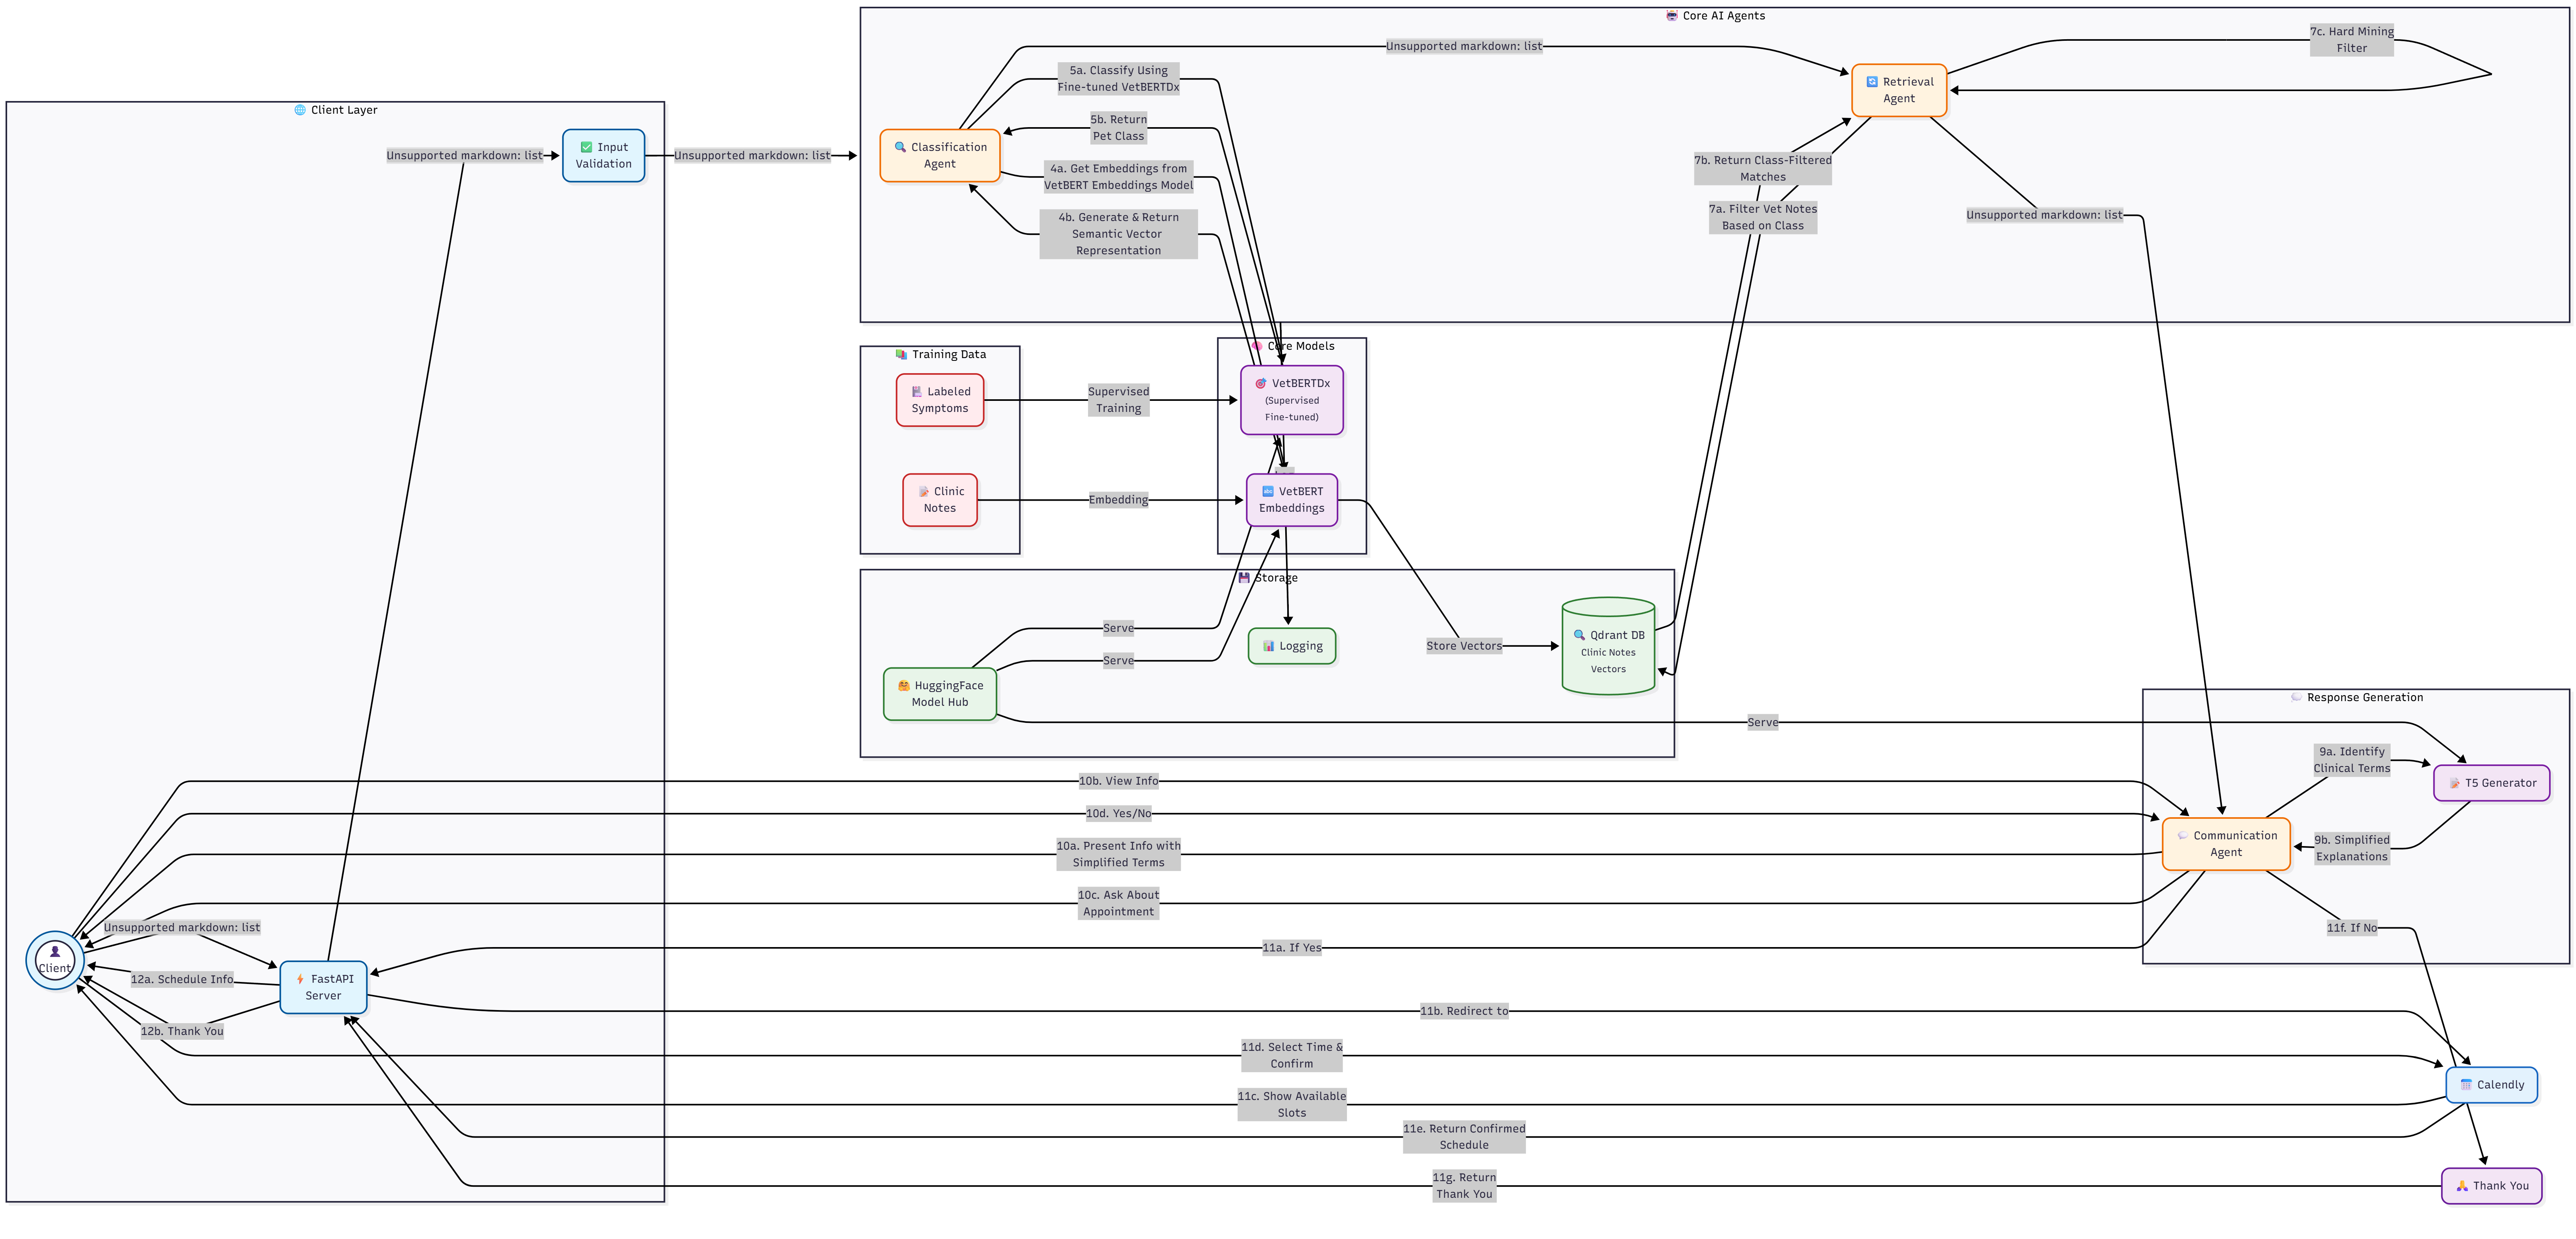 Core AI Agents
Unsupported markdown: list
7c. Hard Mining
Filter
5a. Classify Using
Fine-tuned VetBERTDx
Retrieval
Agent
Client Layer
5b. Return
Pet Class
Unsupported markdown: list
Input
Validation
Unsupported markdown: list
Classification
Agent
4a. Get Embeddings from
VetBERT Embeddings Model
7b. Return Class-Filtered
Matches
4b. Generate & Return
Semantic Vector
Representation
7a. Filter Vet Notes
Based on Class
Unsupported markdown: list
Training Data
Core Models
Labeled
Symptoms
Supervised
Training
VetBERTDx
(Supervised
Fine-tuned)
Clinic
Notes
Embedding
VetBERT
Embeddings
Storage
Serve
Serve
Logging
Store Vectors
Qdrant DB
Clinic Notes
Vectors
HuggingFace
Model Hub
Serve
Response Generation
9a. Identify
Clinical Terms
T5 Generator
10b. View Info
10d. Yes/No
Communication
Agent
9b. Simplified
Explanations
10a. Present Info with
Simplified Terms
10c. Ask About
Appointment
Unsupported markdown: list
11f. If No
11a. If Yes
Client
12a. Schedule Info
FastAPI
Server
12b. Thank You
11b. Redirect to
11d. Select Time &
Confirm
Calendly
11c. Show Available
Slots
11e. Return Confirmed
Schedule
11g. Return
Thank You
Thank You